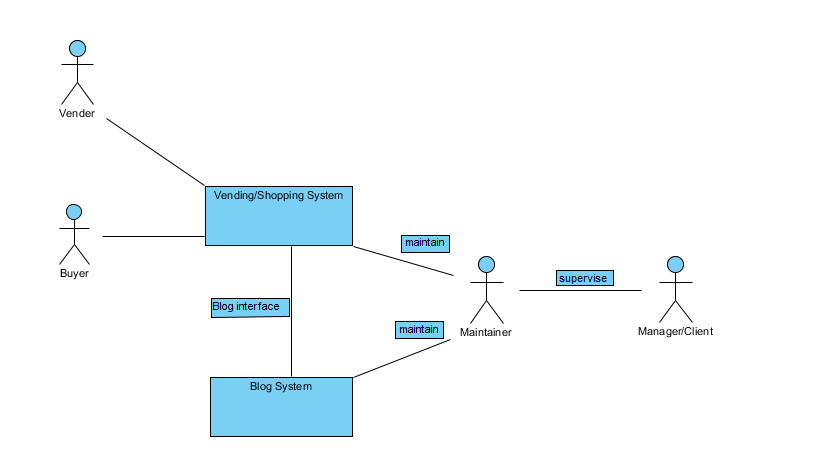 Vender
Vending/Shopping System
Buyer
maintain
supervise
Blog interface
maintain
Maintainer
Manager/Client
Blog System